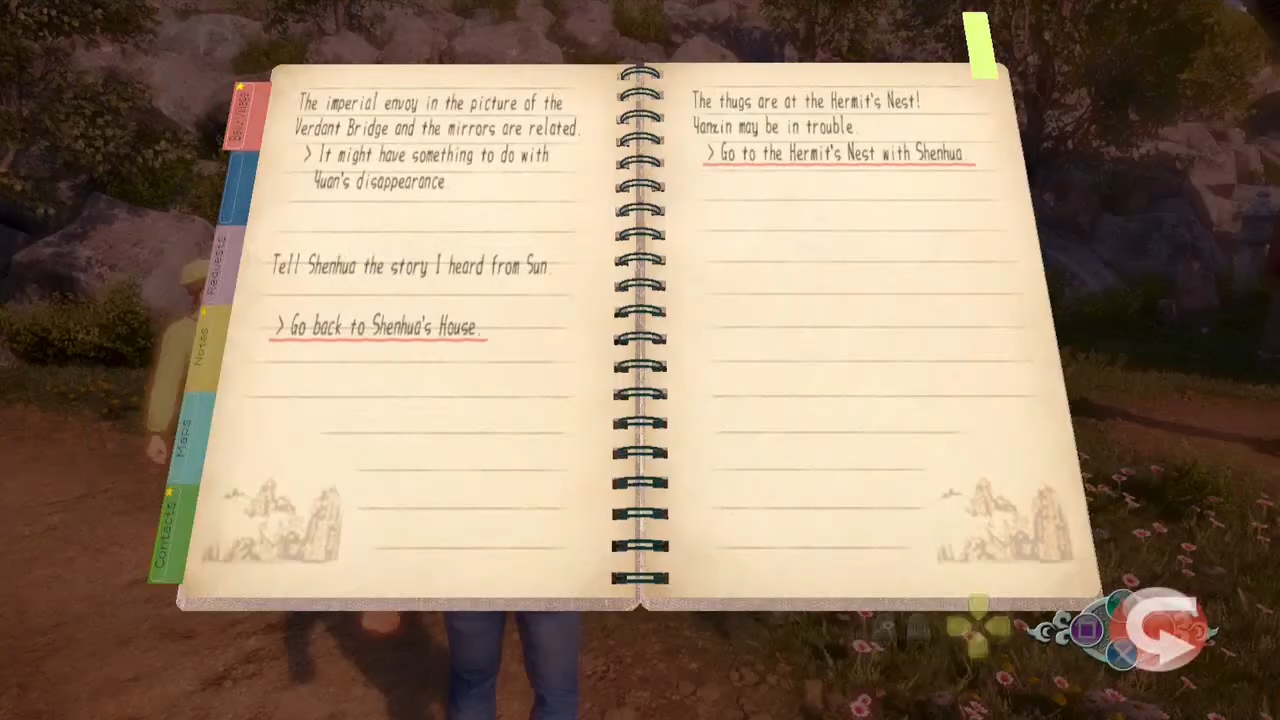 The imperial envoy in the picture of the
Verdant Bridge and the mirrors are related.
> It might have something to do with
Yuan's disappearance.
Tell Shenhua the story I heard from Sun.
> Go back to Shenhua's House.
The thugs are at the Hermit's Nest!
Yanxin may be in trouble.
> Go to the Hermit's Nest with Shenhua.
Requests
Notes
Maps
Contacts